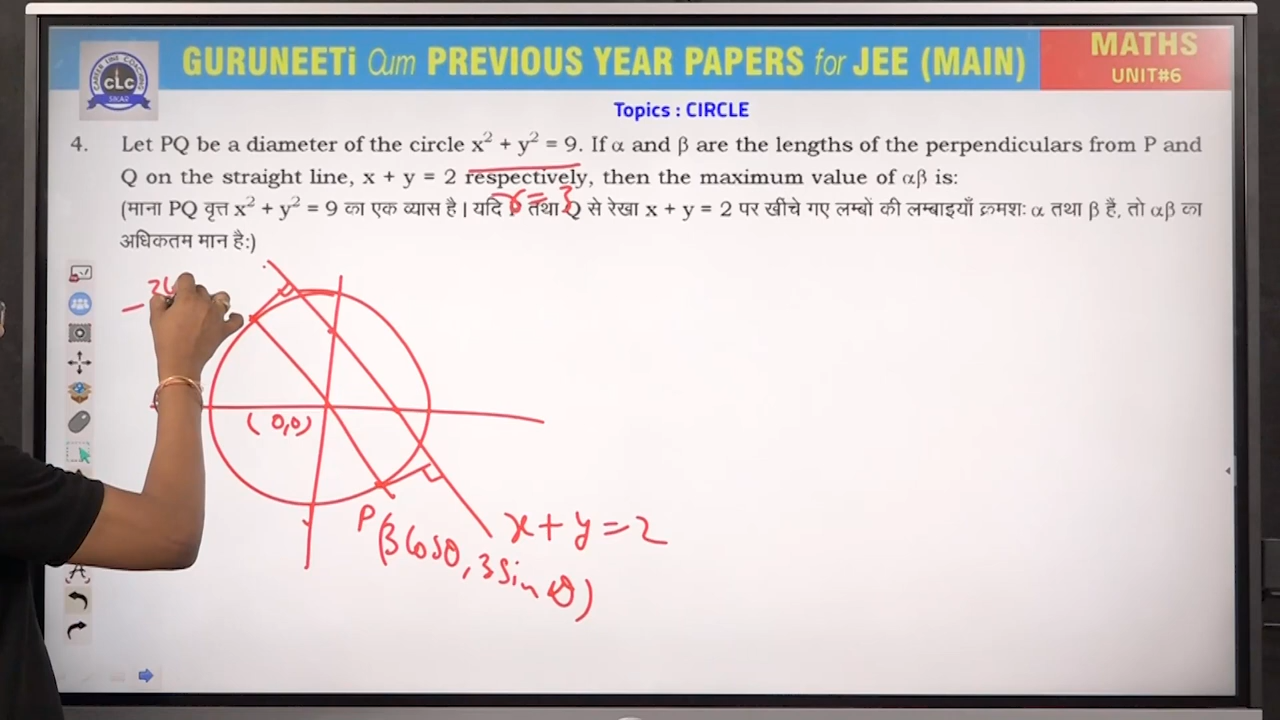 GURUNEETi Cum PREVIOUS YEAR PAPERS for JEE (MAIN)
MATHS
UNIT#6
CLC
SIKAR
Topics : CIRCLE
4. Let PQ be a diameter of the circle x² + y² = 9. If α and β are the lengths of the perpendiculars from P and
Q on the straight line, x + y = 2 respectively, then the maximum value of αβ is:
r = 3
(माना PQ वृत्त x² + y² = 9 का एक व्यास है। यदि P तथा Q से रेखा x + y = 2 पर खीचे गए लम्बों की लम्बाइयाँ क्रमशः α तथा β हैं, तो αβ का
अधिकतम मान है:)
(0,0)
x + y = 2
P(3cosθ, 3sinθ)